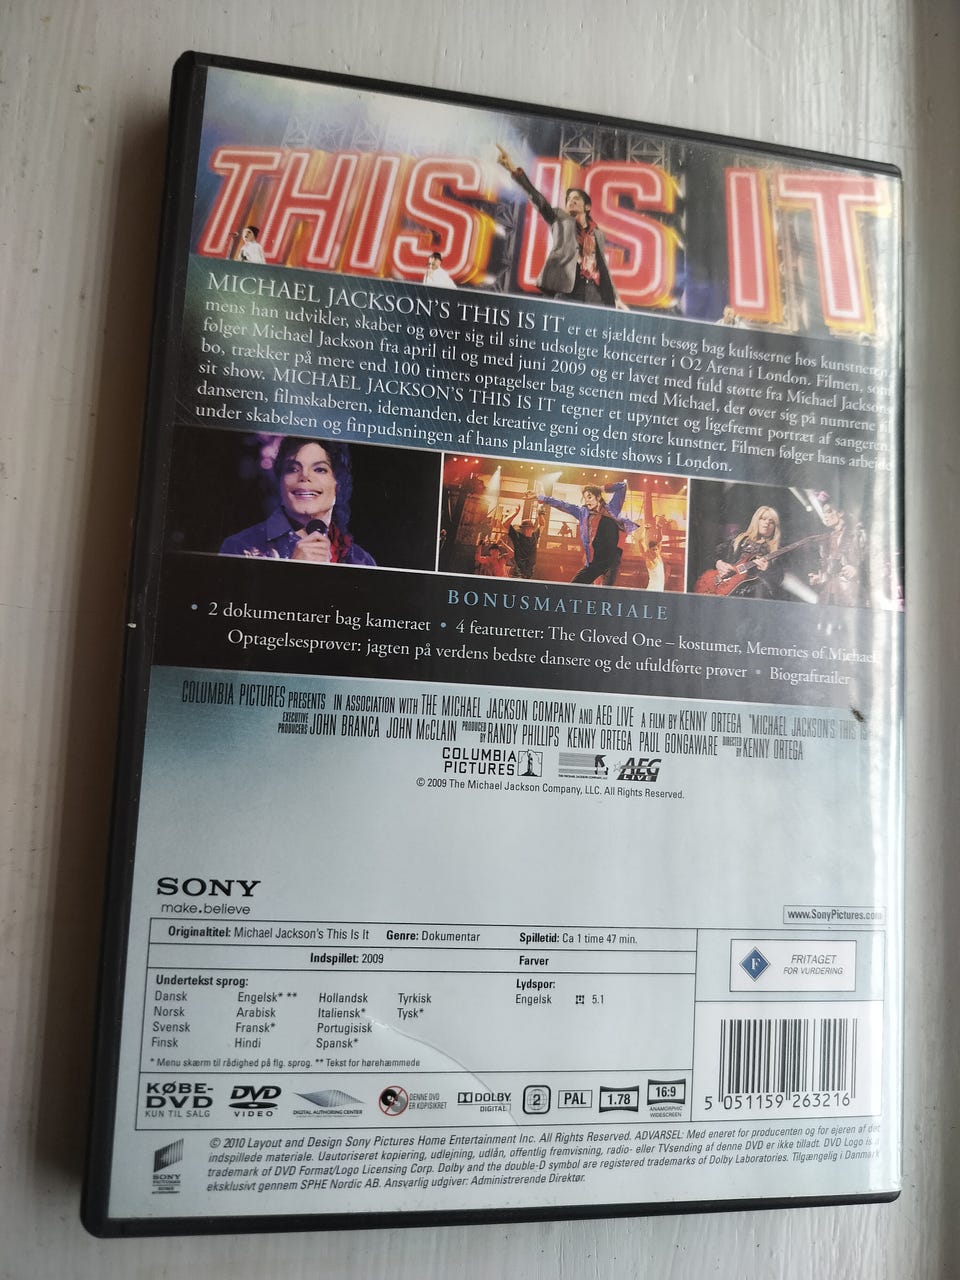 THIS IS IT
MICHAEL JACKSON'S THIS IS IT er et sjældent besøg bag kulisserne hos kunstneren,
mens han udvikler, skaber og øver sig til sine udsolgte koncerter i O2 Arena i London. Filmen, som
følger Michael Jackson fra april til og med juni 2009 og er lavet med fuld støtte fra Michael Jacksons
bo, trækker på mere end 100 timers optagelser bag scenen med Michael, der øver sig på numrene til
sit show. MICHAEL JACKSON'S THIS IS IT tegner et upyntet og ligefremt portræt af sangeren,
danseren, filmskaberen, idemanden, det kreative geni og den store kunstner. Filmen følger hans arbejde
under skabelsen og finpudsningen af hans planlagte sidste shows i London.
BONUSMATERIALE
• 2 dokumentarer bag kameraet • 4 featuretter: The Gloved One – kostumer, Memories of Michael,
Optagelsesprøver: jagten på verdens bedste dansere og de ufuldførte prøver • Biograftrailer
COLUMBIA PICTURES PRESENTS IN ASSOCIATION WITH THE MICHAEL JACKSON COMPANY AND AEG LIVE A FILM BY KENNY ORTEGA "MICHAEL JACKSON'S THIS IS
EXECUTIVE PRODUCERS JOHN BRANCA JOHN McCLAIN PRODUCED BY RANDY PHILLIPS KENNY ORTEGA PAUL GONGAWARE DIRECTED BY KENNY ORTEGA
COLUMBIA PICTURES THE MICHAEL JACKSON COMPANY, LLC AEG LIVE
© 2009 The Michael Jackson Company, LLC. All Rights Reserved.
SONY
make.believe
www.SonyPictures.com
Originaltitel: Michael Jackson's This Is It Genre: Dokumentar Spilletid: Ca 1 time 47 min.
Indspillet: 2009 Farver
Undertekst sprog: Lydspor:
Dansk Engelsk* ** Hollandsk Tyrkisk Engelsk 5.1
Norsk Arabisk Italiensk* Tysk*
Svensk Fransk* Portugisisk
Finsk Hindi Spansk*
* Menu skærm til rådighed på flg. sprog. ** Tekst for hørehæmmede
F FRITAGET
FOR VURDERING
KØBE-
DVD
KUN TIL SALG
DVD
VIDEO
DIGITAL AUTHORING CENTER
DENNE DVD
ER KOPISIKRET
DOLBY
DIGITAL
2
PAL
1.78
16:9
ANAMORPHIC
WIDESCREEN
5 051159 263216
SONY
PICTURES
© 2010 Layout and Design Sony Pictures Home Entertainment Inc. All Rights Reserved. ADVARSEL: Med eneret for producenten og for ejeren af det
indspillede materiale. Uautoriseret kopiering, udlejning, udlån, offentlig fremvisning, radio- eller TVsending af denne DVD er ikke tilladt. DVD Logo is a
trademark of DVD Format/Logo Licensing Corp. Dolby and the double-D symbol are registered trademarks of Dolby Laboratories. Tilgængelig i Danmark
eksklusivt gennem SPHE Nordic AB. Ansvarlig udgiver: Administrerende Direktør.